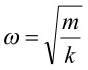 ω = √(m/k)